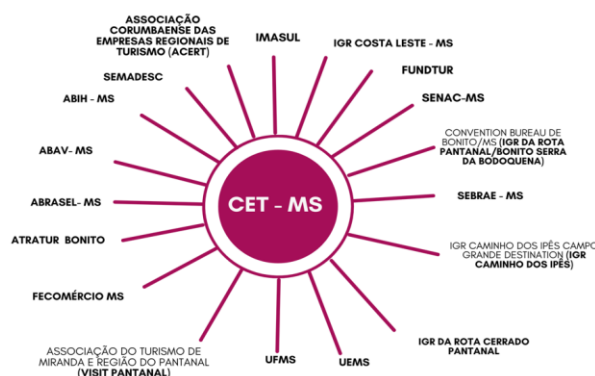 ASSOCIAÇÃO
CORUMBAENSE DAS
EMPRESAS REGIONAIS DE
TURISMO (ACERT)
IMASUL
IGR COSTA LESTE - MS
FUNDTUR
SENAC-MS
CONVENTION BUREAU DE
BONITO/MS (IGR DA ROTA
PANTANAL/BONITO SERRA
DA BODOQUENA)
SEBRAE - MS
IGR CAMINHO DOS IPÊS CAMPO
GRANDE DESTINATION (IGR
CAMINHO DOS IPÊS)
IGR DA ROTA CERRADO
PANTANAL
UEMS
UFMS
ASSOCIAÇÃO DO TURISMO DE
MIRANDA E REGIÃO DO PANTANAL
(VISIT PANTANAL)
FECOMÉRCIO MS
ATRATUR BONITO
ABRASEL- MS
ABAV- MS
ABIH - MS
SEMADESC
CET - MS